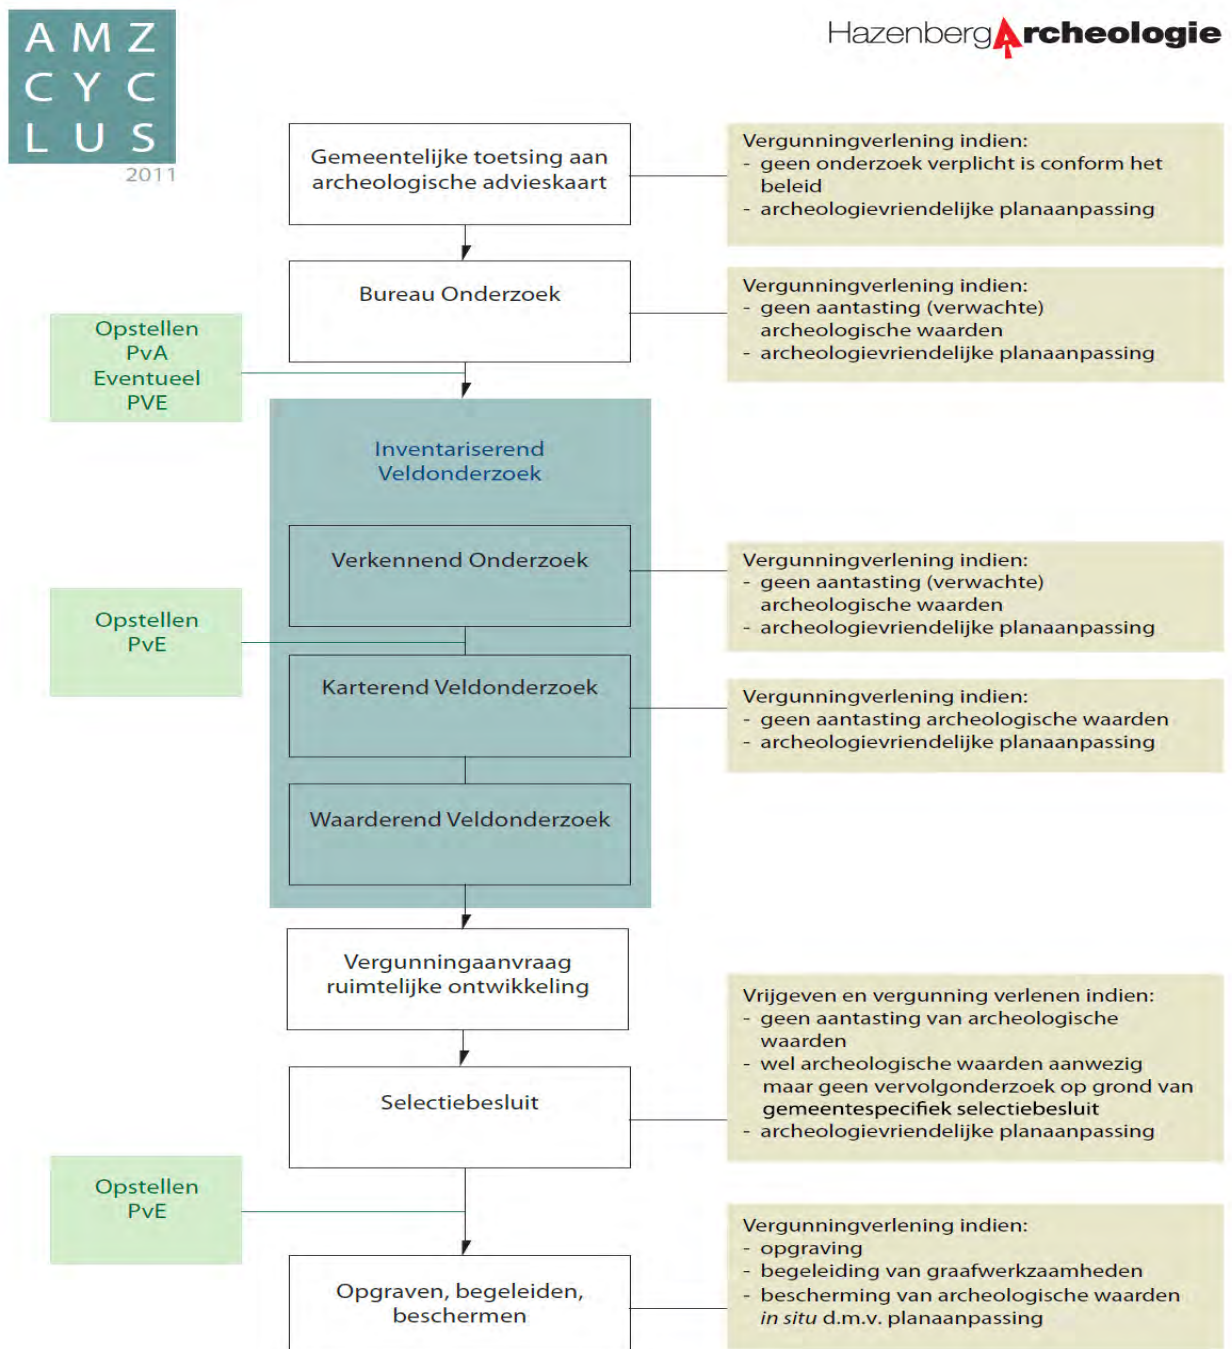 A M Z
C Y C
L U S
2011
Hazenberg Archeologie
Gemeentelijke toetsing aan
archeologische advieskaart
Vergunningverlening indien:
- geen onderzoek verplicht is conform het
beleid
- archeologievriendelijke planaanpassing
Bureau Onderzoek
Vergunningverlening indien:
- geen aantasting (verwachte)
archeologische waarden
- archeologievriendelijke planaanpassing
Opstellen
PvA
Eventueel
PVE
Inventariserend
Veldonderzoek
Verkennend Onderzoek
Vergunningverlening indien:
- geen aantasting (verwachte)
archeologische waarden
- archeologievriendelijke planaanpassing
Opstellen
PvE
Karterend Veldonderzoek
Vergunningverlening indien:
- geen aantasting archeologische waarden
- archeologievriendelijke planaanpassing
Waarderend Veldonderzoek
Vergunningaanvraag
ruimtelijke ontwikkeling
Selectiebesluit
Vrijgeven en vergunning verlenen indien:
- geen aantasting van archeologische
waarden
- wel archeologische waarden aanwezig
maar geen vervolgonderzoek op grond van
gemeentespecifiek selectiebesluit
- archeologievriendelijke planaanpassing
Opstellen
PvE
Opgraven, begeleiden,
beschermen
Vergunningverlening indien:
- opgraving
- begeleiding van graafwerkzaamheden
- bescherming van archeologische waarden
in situ d.m.v. planaanpassing